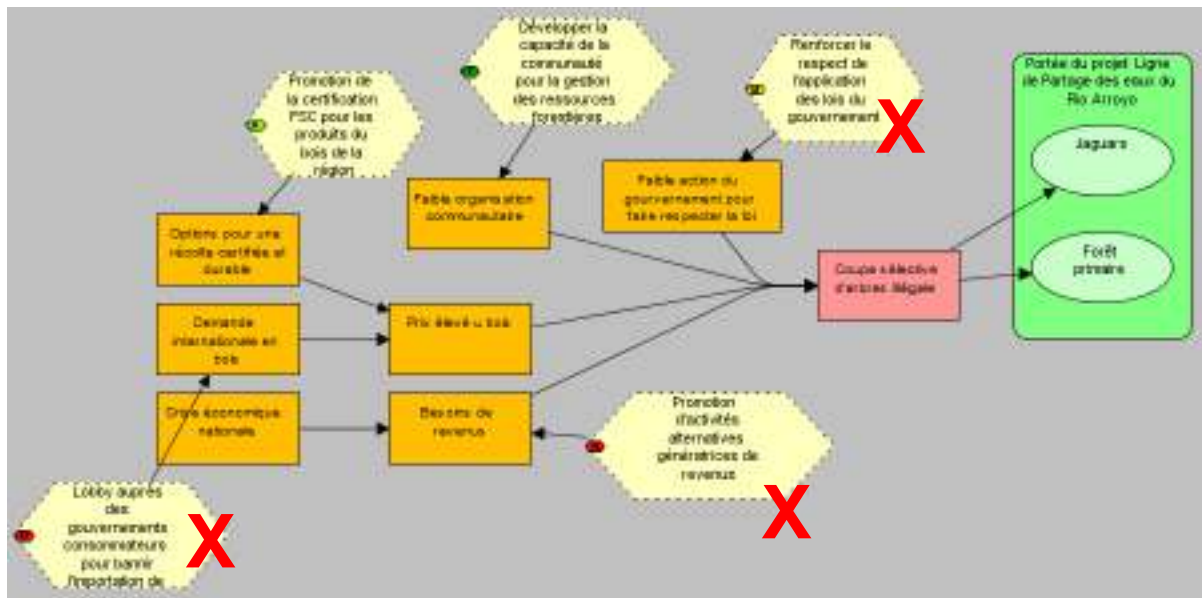 Promotion de
la certification
FSC pour les
produits du
bois de la
région
Développer la
capacité de la
communauté
pour la gestion
des ressources
forestières
Renforcer le
respect de
l'application
des lois du
gouvernement
X
Portée du projet Ligne
de Partage des eaux du
Rio Arroyo
Jaguars
Forêt
primaire
Options pour une
récolte certifiée et
durable
Faible organisation
communautaire
Faible action du
gourvernement pour
faire respecter la loi
Coupe sélective
d'arbres illégale
Demande
internationale en
bois
Prix élevé u bois
Crise économique
nationale
Besoins de
revenus
Promotion
d'activités
alternatives
génératrices de
revenus
X
Lobby auprès
des
gouvernements
consommateurs
pour bannir
l'importation de
X